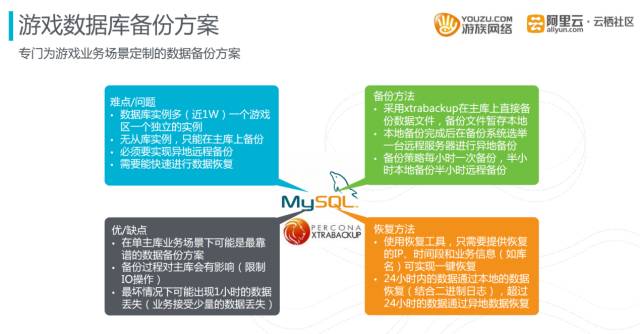 游戏数据库备份方案
YOUZU.COM
游族网络
阿里云
aliyun.com
云栖社区
专门为游戏业务场景定制的数据备份方案
难点/问题
• 数据库实例多（近1W）一个游戏
区一个独立的实例
• 无从库实例，只能在主库上备份
• 必须要实现异地远程备份
• 需要能快速进行数据恢复
备份方法
• 采用xtrabackup在主库上直接备
份数据文件，备份文件暂存本地
• 本地备份完成后在备份系统选举
一台远程服务器进行异地备份
• 备份策略每小时一次备份，半小
时本地备份半小时远程备份
MySQL
PERCONA
XTRABACKUP
优/缺点
• 在单主库业务场景下可能是最靠
谱的数据备份方案
• 备份过程对主库会有影响（限制
IO操作）
• 最坏情况下可能出现1小时的数据
丢失（业务接受少量的数据丢失）
恢复方法
• 使用恢复工具，只需要提供恢复
的IP、时间段和业务信息（如库
名）可实现一键恢复
• 24小时内的数据通过本地的数据
恢复（结合二进制日志），超过
24小时的数据通过异地数据恢复